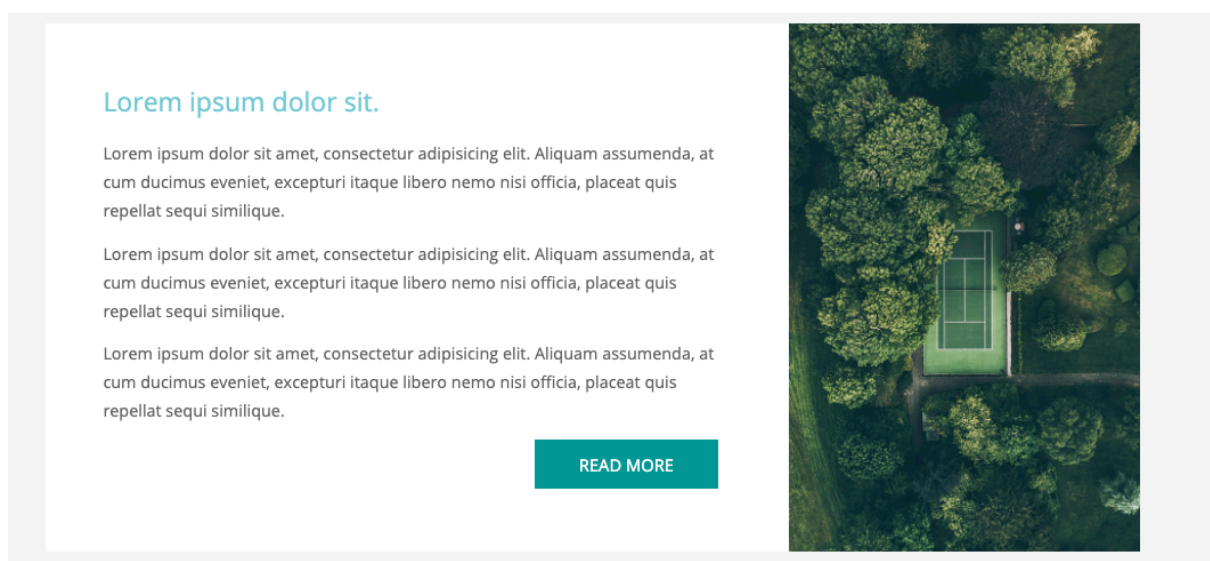 Lorem ipsum dolor sit.
Lorem ipsum dolor sit amet, consectetur adipisicing elit. Aliquam assumenda, at
cum ducimus eveniet, excepturi itaque libero nemo nisi officia, placeat quis
repellat sequi similique.
Lorem ipsum dolor sit amet, consectetur adipisicing elit. Aliquam assumenda, at
cum ducimus eveniet, excepturi itaque libero nemo nisi officia, placeat quis
repellat sequi similique.
Lorem ipsum dolor sit amet, consectetur adipisicing elit. Aliquam assumenda, at
cum ducimus eveniet, excepturi itaque libero nemo nisi officia, placeat quis
repellat sequi similique.
READ MORE